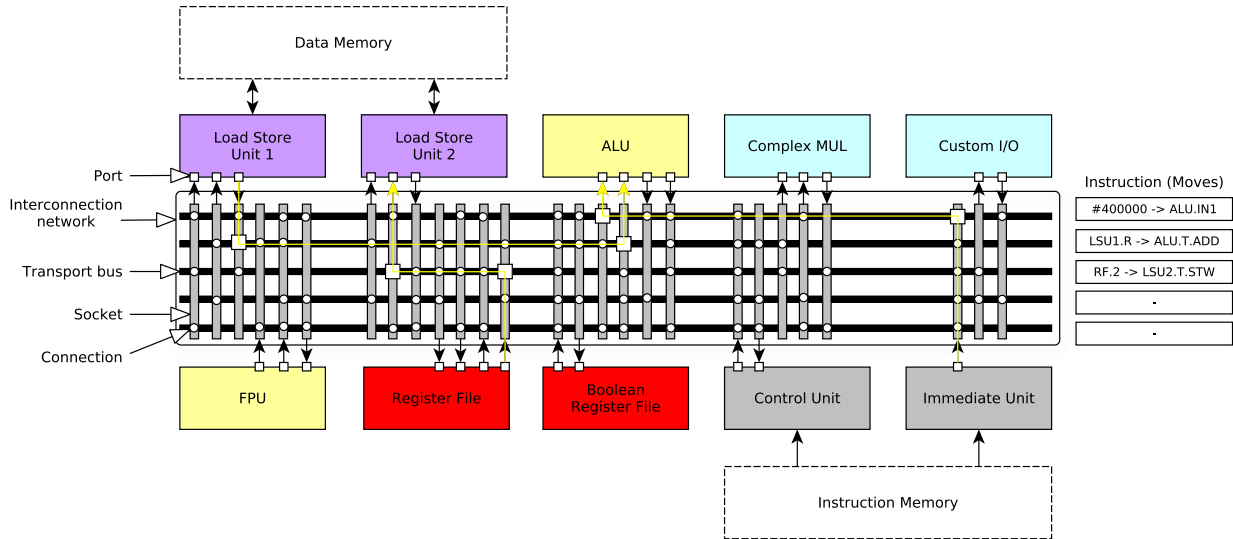 Data Memory
Load Store
Unit 1
Load Store
Unit 2
ALU
Complex MUL
Custom I/O
Port
Interconnection
network
Transport bus
Socket
Connection
Instruction (Moves)
#400000 -> ALU.IN1
LSU1.R -> ALU.T.ADD
RF.2 -> LSU2.T.STW
-
-
FPU
Register File
Boolean
Register File
Control Unit
Immediate Unit
Instruction Memory